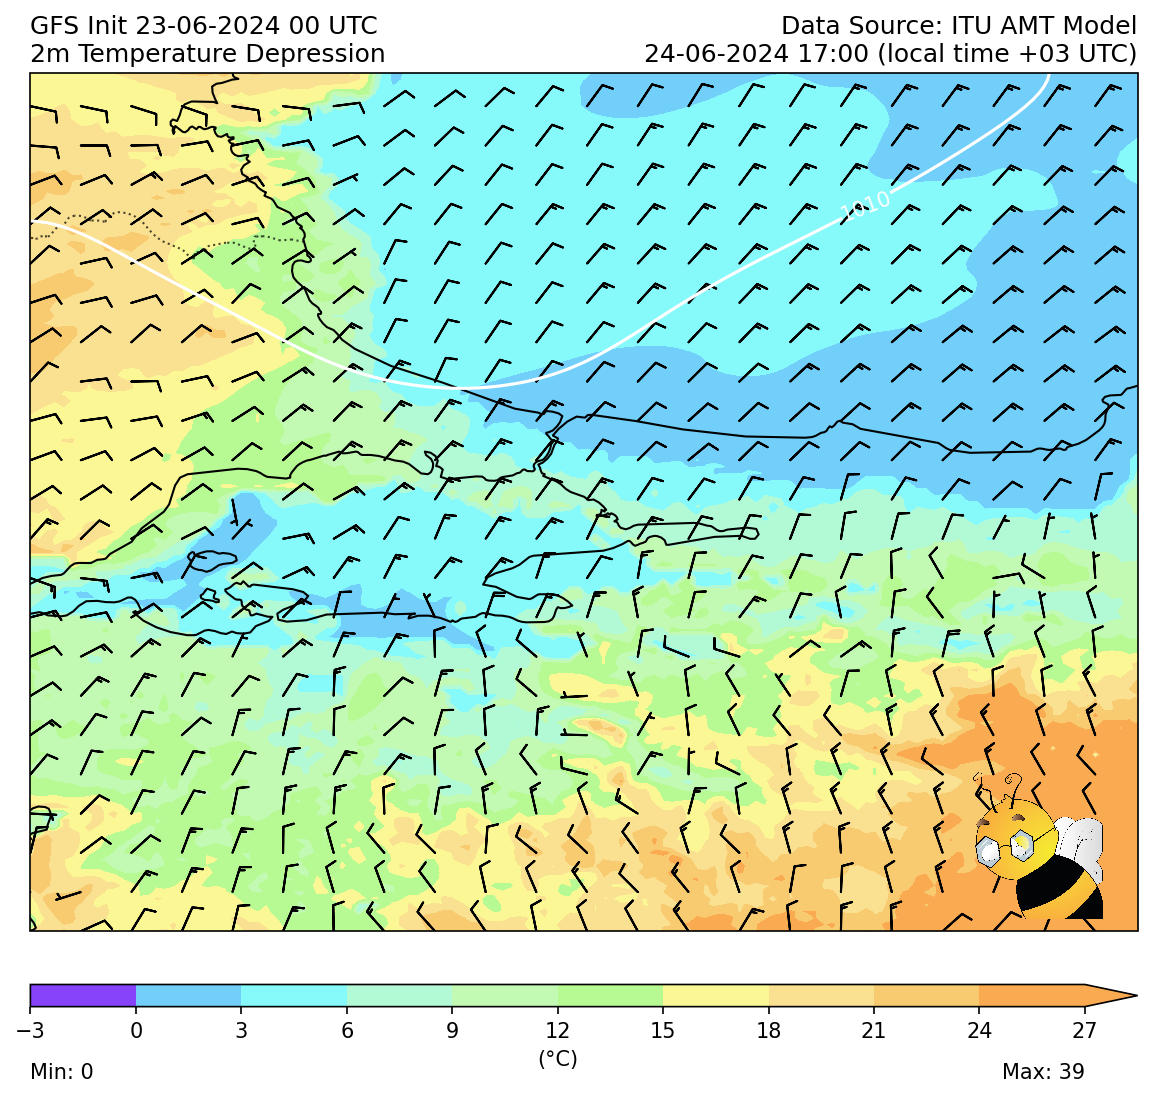 GFS Init 23-06-2024 00 UTC
Data Source: ITU AMT Model
2m Temperature Depression
24-06-2024 17:00 (local time +03 UTC)
1010
−3 0 3 6 9 12 15 18 21 24 27
(°C)
Min: 0
Max: 39